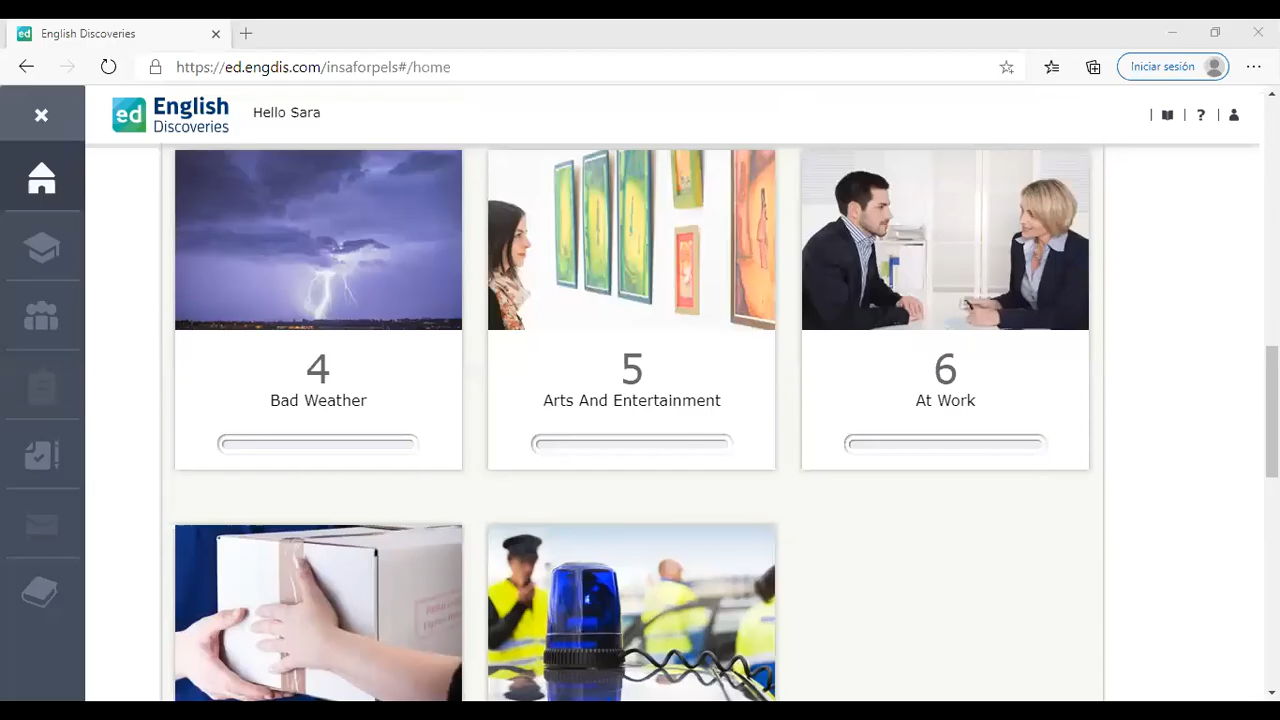 ed English Discoveries
https://ed.engdis.com/insaforpels#/home
Iniciar sesión
ed English
Discoveries
Hello Sara
?
4
Bad Weather
5
Arts And Entertainment
6
At Work